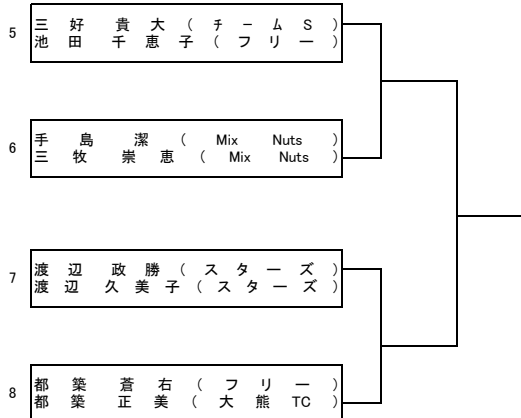 5
三好 貴大（チームS）
池田 千恵子（フリー）
6
手島 潔（Mix Nuts）
三牧 崇恵（Mix Nuts）
7
渡辺 政勝（スターズ）
渡辺 久美子（スターズ）
8
都築 蒼右（フリー）
都築 正美（大熊TC）